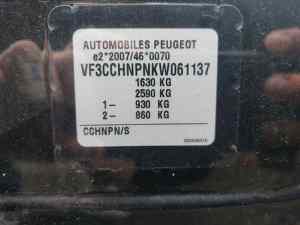 AUTOMOBILES PEUGEOT
e2*2007/46*0070
VF3CCHNPNKW061137
1630 KG
2590 KG
1- 930 KG
2- 860 KG
CCHNPN/S